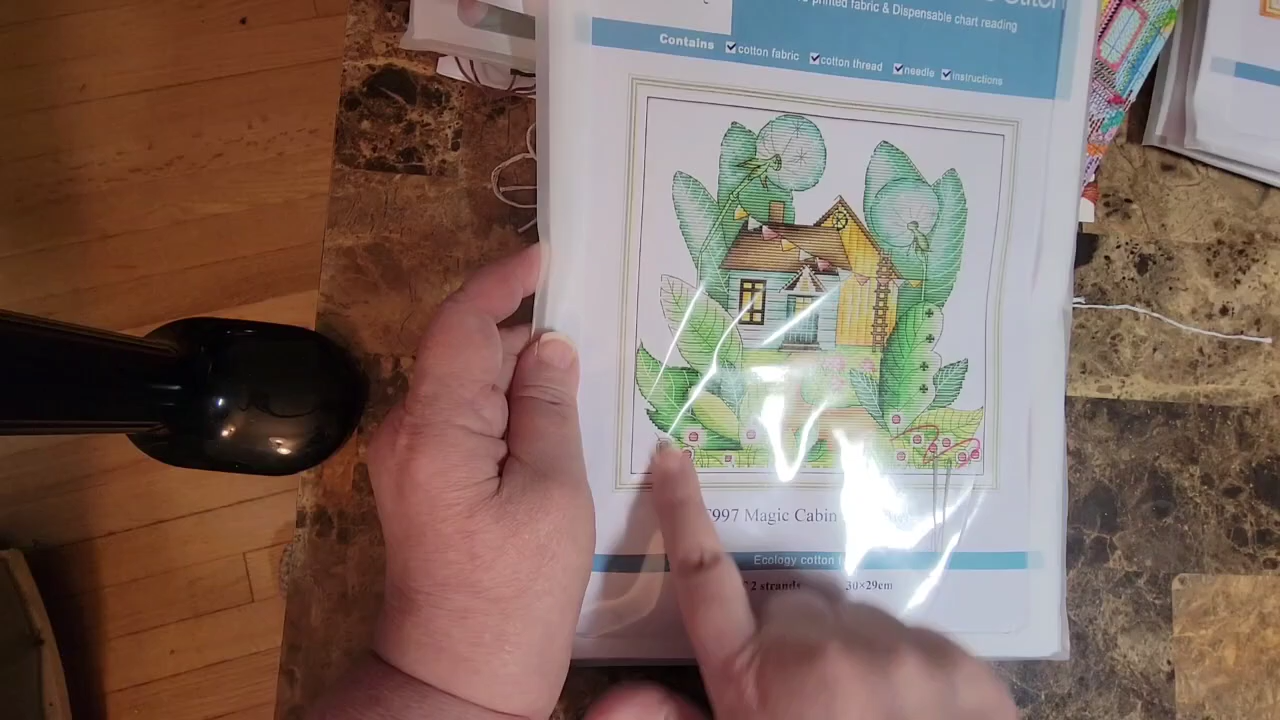 Stitch
printed fabric & Dispensable chart reading
Contains cotton fabric cotton thread needle instructions
997 Magic Cabin
Ecology cotton
2 strands 30×29cm